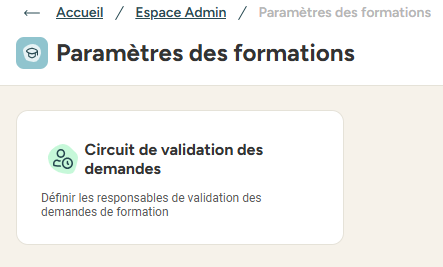 ← Accueil / Espace Admin / Paramètres des formations
Paramètres des formations
Circuit de validation des
demandes
Définir les responsables de validation des
demandes de formation